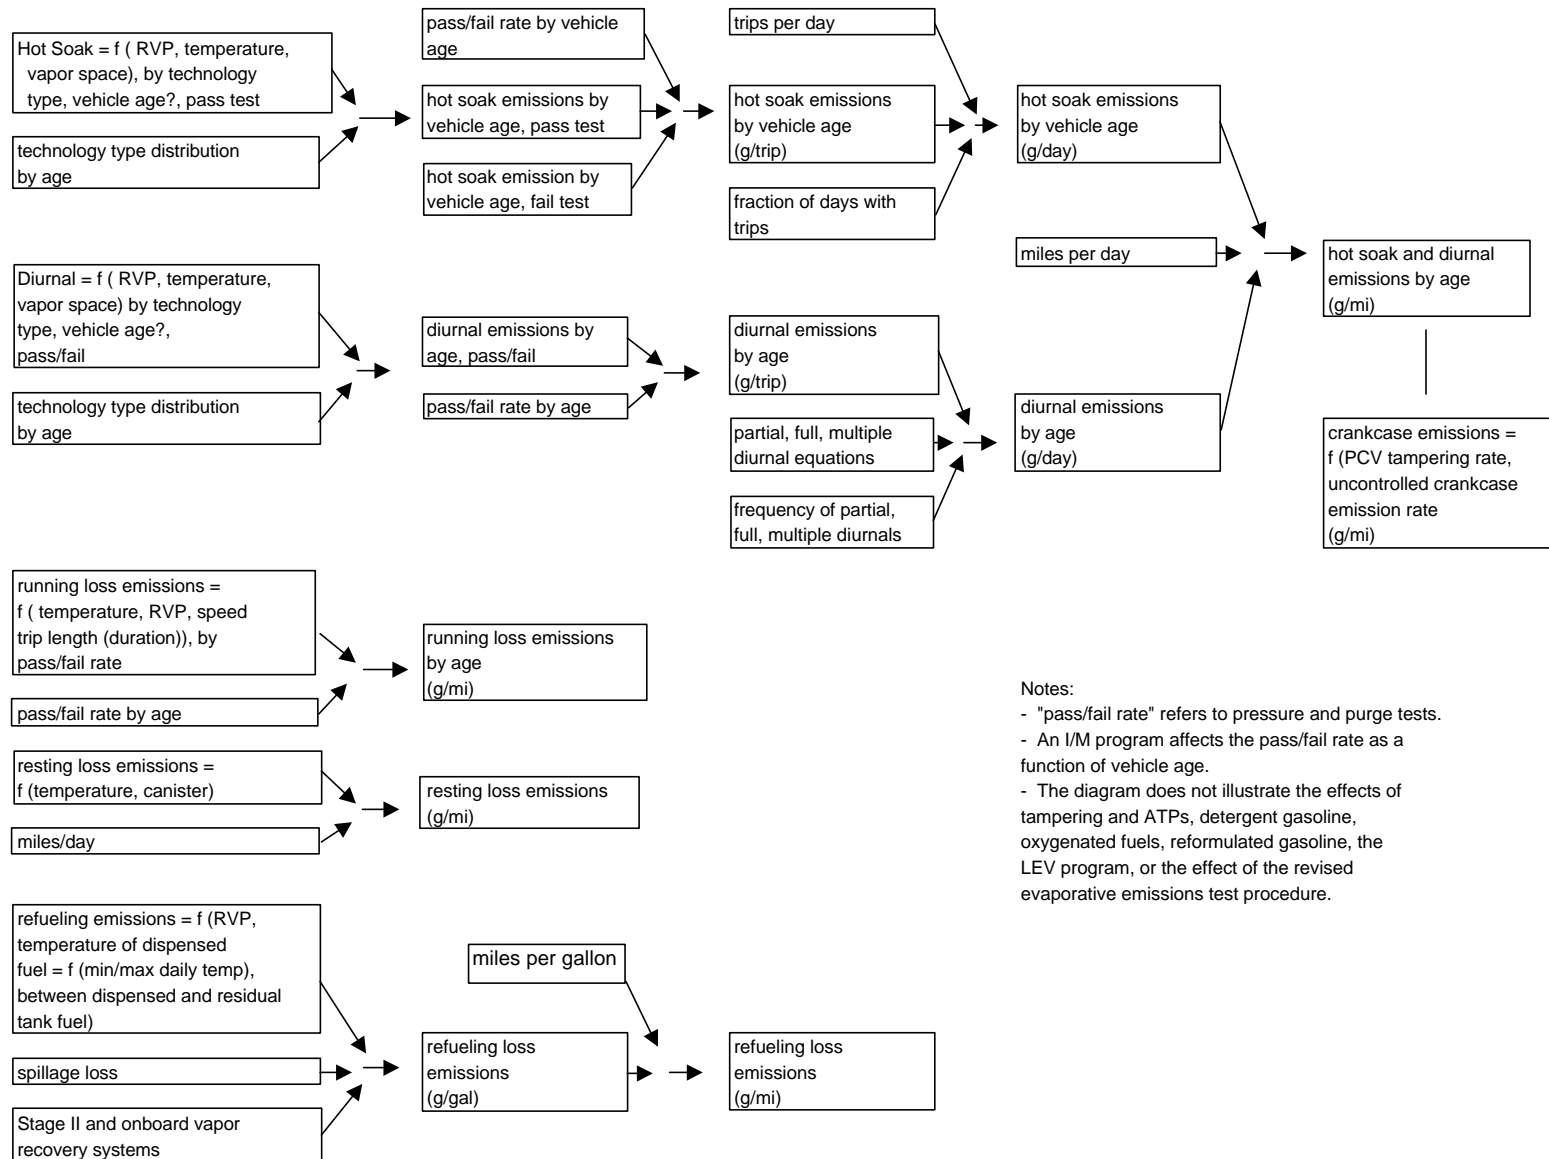 Hot Soak = f ( RVP, temperature,
vapor space), by technology
type, vehicle age?, pass test
technology type distribution
by age
pass/fail rate by vehicle
age
hot soak emissions by
vehicle age, pass test
hot soak emission by
vehicle age, fail test
trips per day
hot soak emissions
by vehicle age
(g/trip)
fraction of days with
trips
hot soak emissions
by vehicle age
(g/day)
miles per day
hot soak and diurnal
emissions by age
(g/mi)
Diurnal = f ( RVP, temperature,
vapor space) by technology
type, vehicle age?,
pass/fail
technology type distribution
by age
diurnal emissions by
age, pass/fail
pass/fail rate by age
diurnal emissions
by age
(g/trip)
partial, full, multiple
diurnal equations
frequency of partial,
full, multiple diurnals
diurnal emissions
by age
(g/day)
crankcase emissions =
f (PCV tampering rate,
uncontrolled crankcase
emission rate
(g/mi)
running loss emissions =
f ( temperature, RVP, speed
trip length (duration)), by
pass/fail rate
pass/fail rate by age
running loss emissions
by age
(g/mi)
resting loss emissions =
f (temperature, canister)
miles/day
resting loss emissions
(g/mi)
refueling emissions = f (RVP,
temperature of dispensed
fuel = f (min/max daily temp),
between dispensed and residual
tank fuel)
spillage loss
Stage II and onboard vapor
recovery systems
miles per gallon
refueling loss
emissions
(g/gal)
refueling loss
emissions
(g/mi)
Notes:
- "pass/fail rate" refers to pressure and purge tests.
- An I/M program affects the pass/fail rate as a
function of vehicle age.
- The diagram does not illustrate the effects of
tampering and ATPs, detergent gasoline,
oxygenated fuels, reformulated gasoline, the
LEV program, or the effect of the revised
evaporative emissions test procedure.